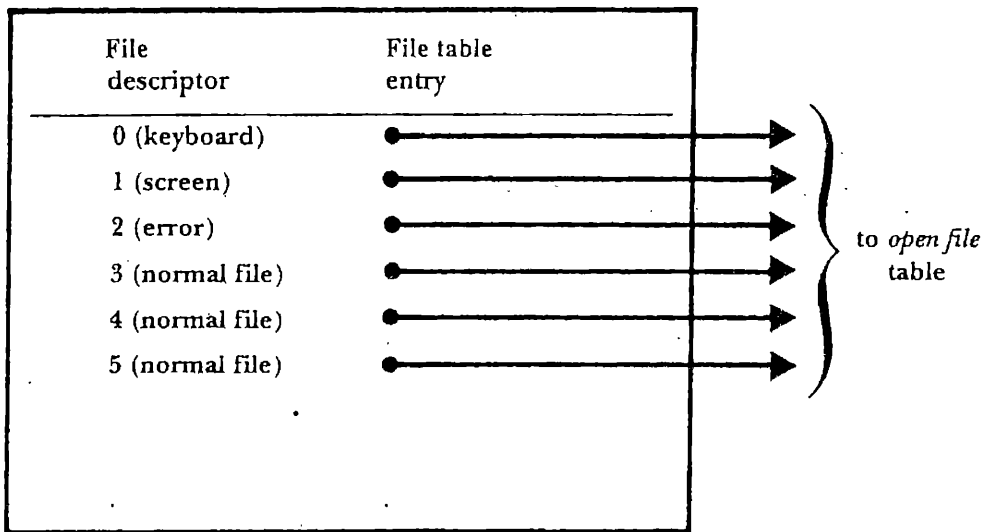 File descriptor
File table entry
0 (keyboard)
1 (screen)
2 (error)
3 (normal file)
4 (normal file)
5 (normal file)
to open file
table